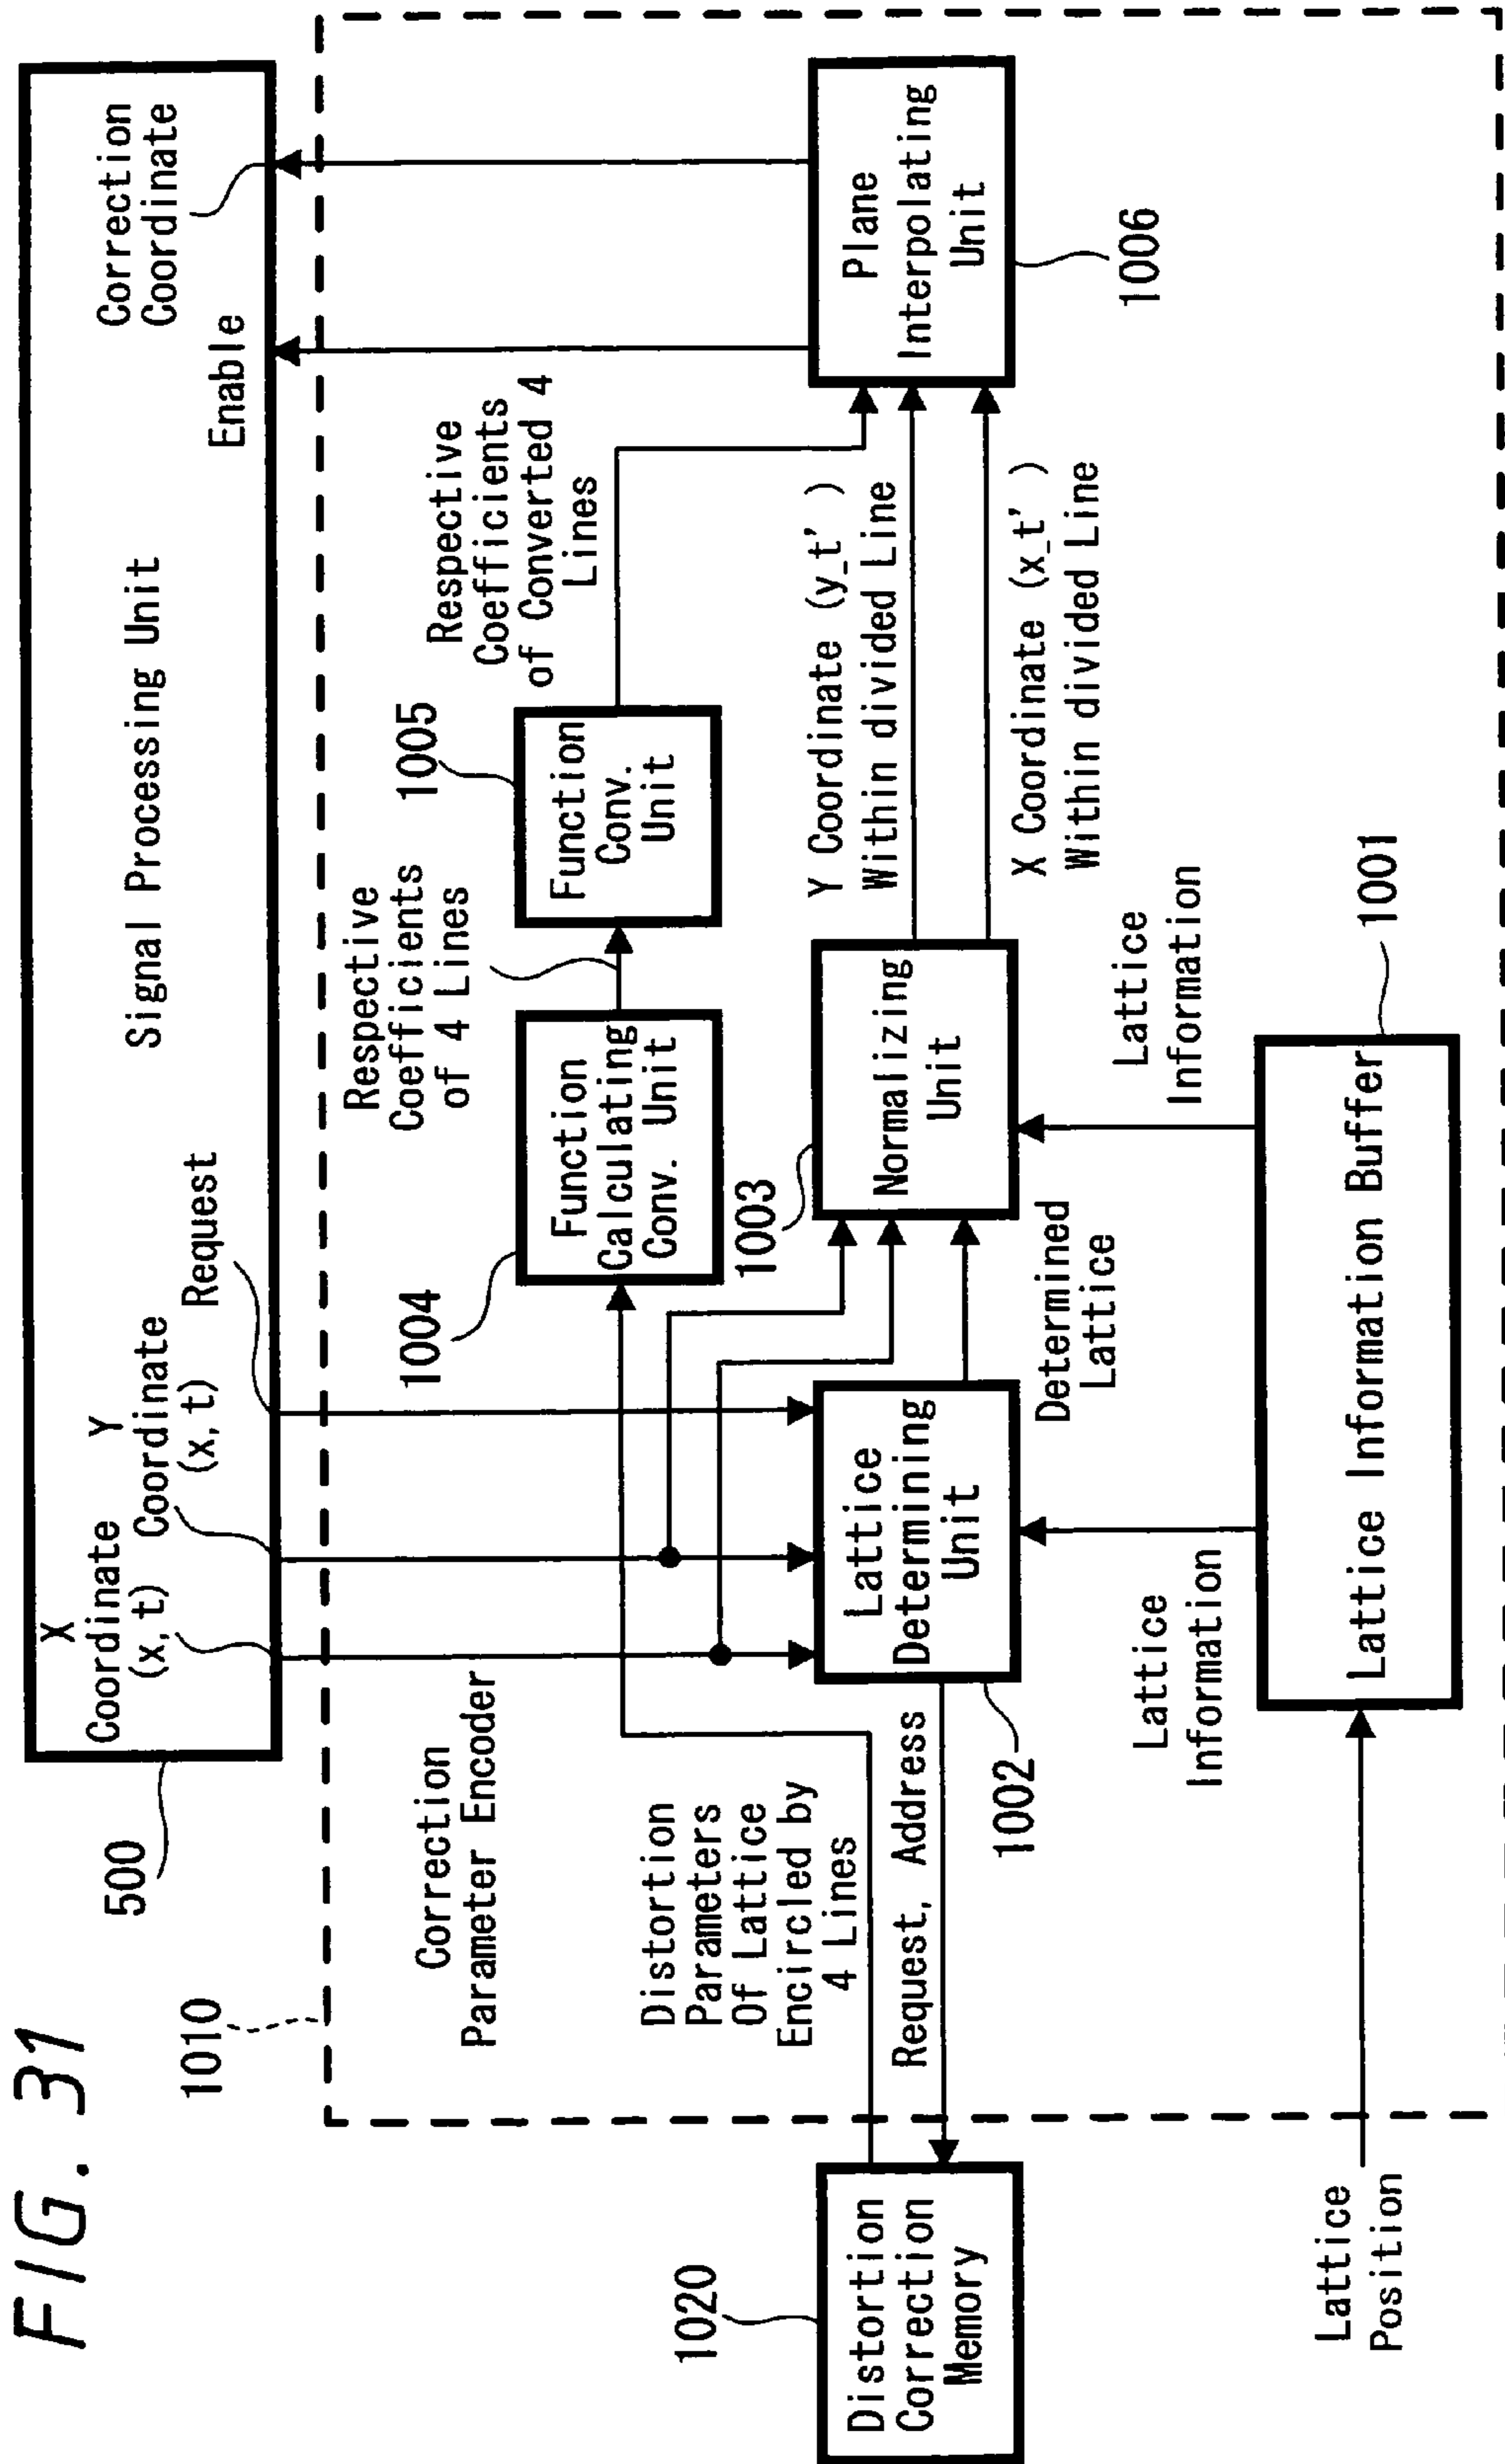 FIG. 31
500
Signal Processing Unit
X
Coordinate
(x, t)
Y
Coordinate
(x, t)
Request
Enable
Correction
Coordinate
1010
Correction
Parameter Encoder
1004
Function
Calculating
Conv. Unit
Respective
Coefficients
of 4 Lines
1005
Function
Conv.
Unit
Respective
Coefficients
of Converted 4
Lines
Distortion
Parameters
Of Lattice
Encircled by
4 Lines
Request, Address
1020
Distortion
Correction
Memory
Lattice
Determining
Unit
1002
Determined
Lattice
1003
Normalizing
Unit
Y Coordinate (y_t')
Within divided Line
X Coordinate (x_t')
Within divided Line
Plane
Interpolating
Unit
1006
Lattice
Information
Lattice
Information
Lattice
Position
Lattice Information Buffer
1001